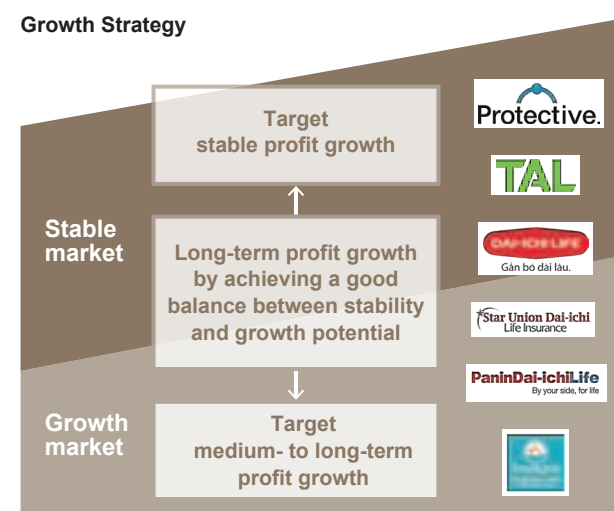 Growth Strategy
Target
stable profit growth
Stable
market
Long-term profit growth
by achieving a good
balance between stability
and growth potential
Growth
market
Target
medium- to long-term
profit growth
Protective.
TAL
DAI-ICHI LIFE
Gắn bó dài lâu.
Star Union Dai-ichi
Life Insurance
PaninDai-ichiLife
By your side, for life